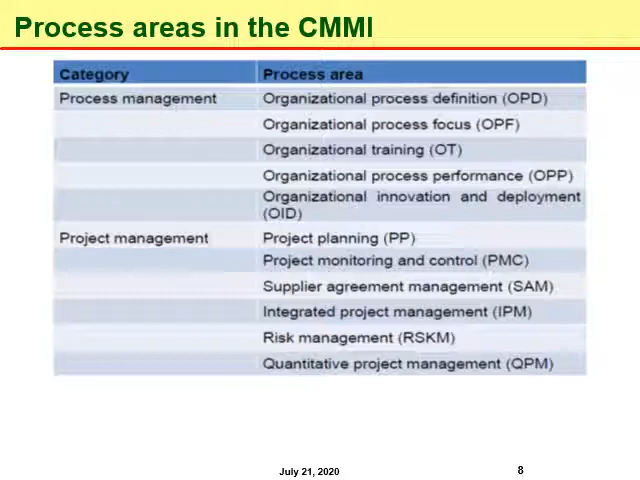 Process areas in the CMMI
Category Process area
Process management Organizational process definition (OPD)
Organizational process focus (OPF)
Organizational training (OT)
Organizational process performance (OPP)
Organizational innovation and deployment
(OID)
Project management Project planning (PP)
Project monitoring and control (PMC)
Supplier agreement management (SAM)
Integrated project management (IPM)
Risk management (RSKM)
Quantitative project management (QPM)
July 21, 2020 8